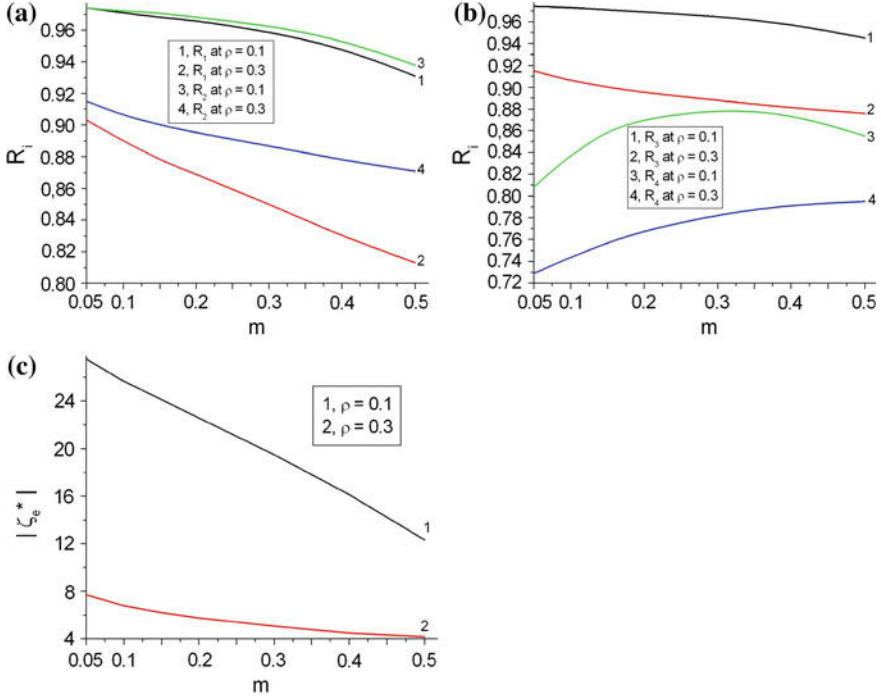 (a)
0.96
0.94
0.92
0.90
0.88
0,86
0.84
0.82
0.80
R_i
1, R_1 at ρ = 0.1
2, R_1 at ρ = 0.3
3, R_2 at ρ = 0.1
4, R_2 at ρ = 0.3
3
1
4
2
0.05 0.1 0.2 0.3 0.4 0.5
m
(b)
0.96
0.94
0.92
0.90
0.88
0.86
0.84
0.82
0.80
0.78
0.76
0.74
0.72
R_i
1, R_3 at ρ = 0.1
2, R_3 at ρ = 0.3
3, R_4 at ρ = 0.1
4, R_4 at ρ = 0.3
1
2
3
4
0.05 0.1 0.2 0.3 0.4 0.5
m
(c)
24
20
16
12
8
4
| ζ_e* |
1, ρ = 0.1
2, ρ = 0.3
1
2
0.05 0.1 0.2 0.3 0.4 0.5
m